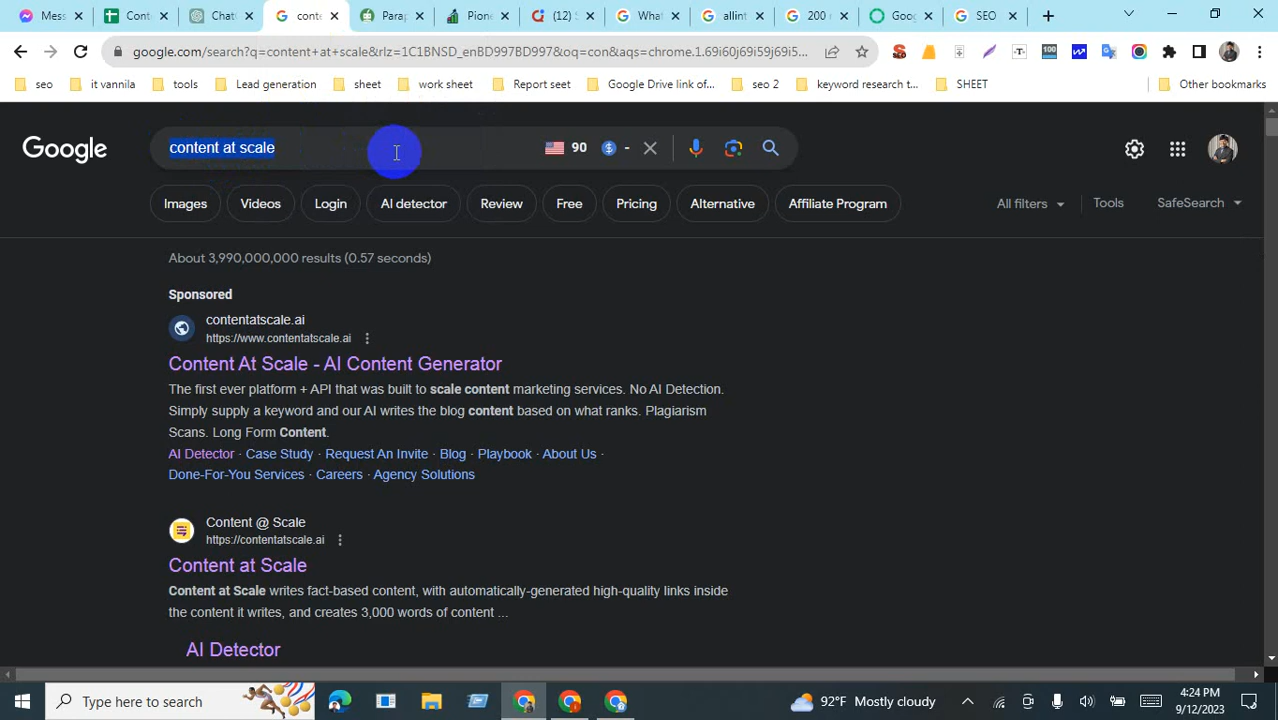 Mess
Cont
Chat
conte
Parap
Pione
(12) S
What
allint
200 r
Goog
SEO
google.com/search?q=content+at+scale&rlz=1C1BNSD_enBD997BD997&oq=con&aqs=chrome.1.69i60j69i59j69i5...
100
seo
it vannila
tools
Lead generation
sheet
work sheet
Report seet
Google Drive link of...
seo 2
keyword research t...
SHEET
Other bookmarks
Google
content at scale
90
-
Images
Videos
Login
AI detector
Review
Free
Pricing
Alternative
Affiliate Program
All filters
Tools
SafeSearch
About 3,990,000,000 results (0.57 seconds)
Sponsored
contentatscale.ai
https://www.contentatscale.ai
Content At Scale - AI Content Generator
The first ever platform + API that was built to scale content marketing services. No AI Detection.
Simply supply a keyword and our AI writes the blog content based on what ranks. Plagiarism
Scans. Long Form Content.
AI Detector · Case Study · Request An Invite · Blog · Playbook · About Us ·
Done-For-You Services · Careers · Agency Solutions
Content @ Scale
https://contentatscale.ai
Content at Scale
Content at Scale writes fact-based content, with automatically-generated high-quality links inside
the content it writes, and creates 3,000 words of content ...
AI Detector
Type here to search
92°F Mostly cloudy
4:24 PM
9/12/2023